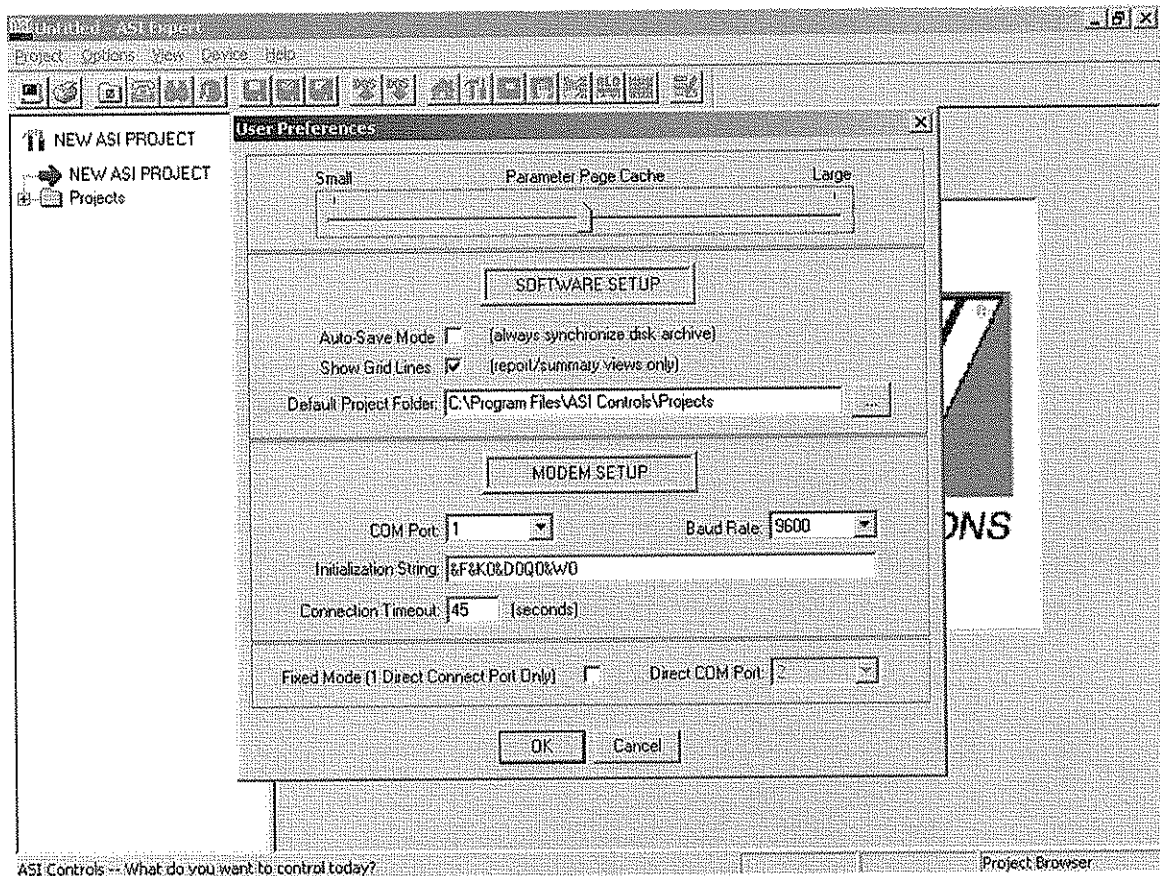 Untitled - ASI Expert
Project Options View Device Help
NEW ASI PROJECT
NEW ASI PROJECT
Projects
User Preferences
Small Parameter Page Cache Large
SOFTWARE SETUP
Auto-Save Mode (always synchronize disk archive)
Show Grid Lines (report/summary views only)
Default Project Folder: C:\Program Files\ASI Controls\Projects ...
MODEM SETUP
COM Port: 1 Baud Rate: 9600
Initialization String: &F&K0&D0Q0&W0
Connection Timeout: 45 (seconds)
Fixed Mode (1 Direct Connect Port Only) Direct COM Port: 2
OK Cancel
ONS
®
ASI Controls -- What do you want to control today? Project Browser